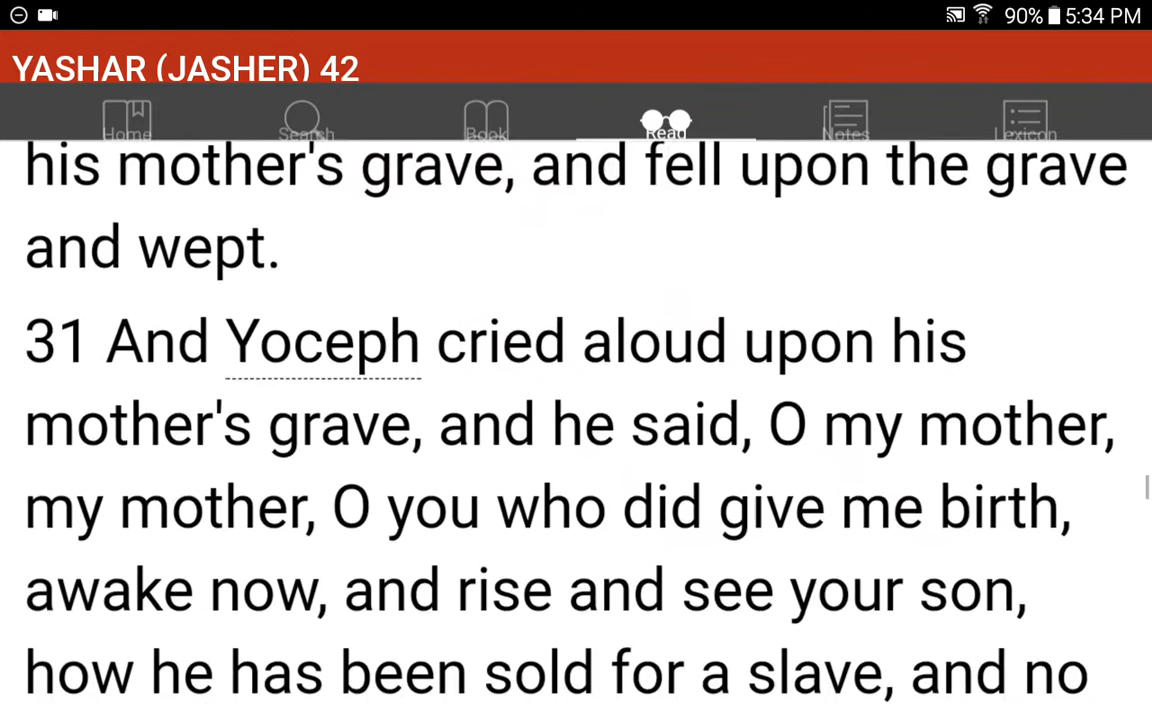 90% 5:34 PM
YASHAR (JASHER) 42
Home Search Book Read Notes Lexicon
his mother's grave, and fell upon the grave
and wept.
31 And Yoceph cried aloud upon his
mother's grave, and he said, O my mother,
my mother, O you who did give me birth,
awake now, and rise and see your son,
how he has been sold for a slave, and no